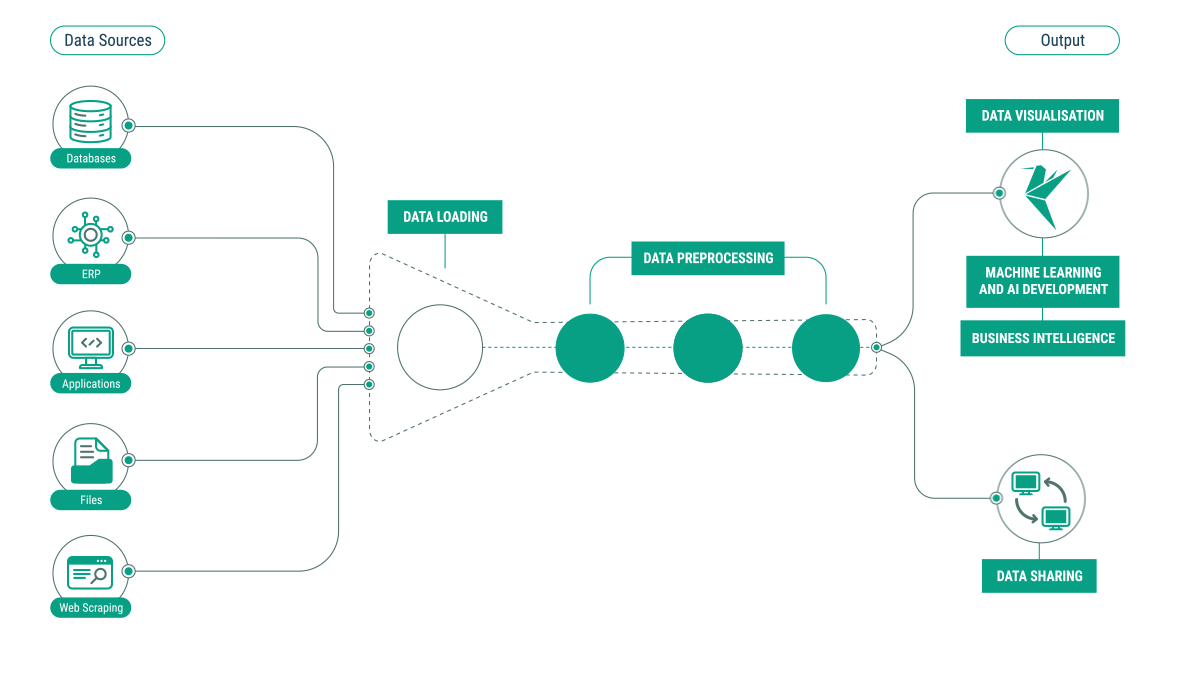 Data Sources
Output
Databases
ERP
Applications
Files
Web Scraping
DATA LOADING
DATA PREPROCESSING
DATA VISUALISATION
MACHINE LEARNING
AND AI DEVELOPMENT
BUSINESS INTELLIGENCE
DATA SHARING